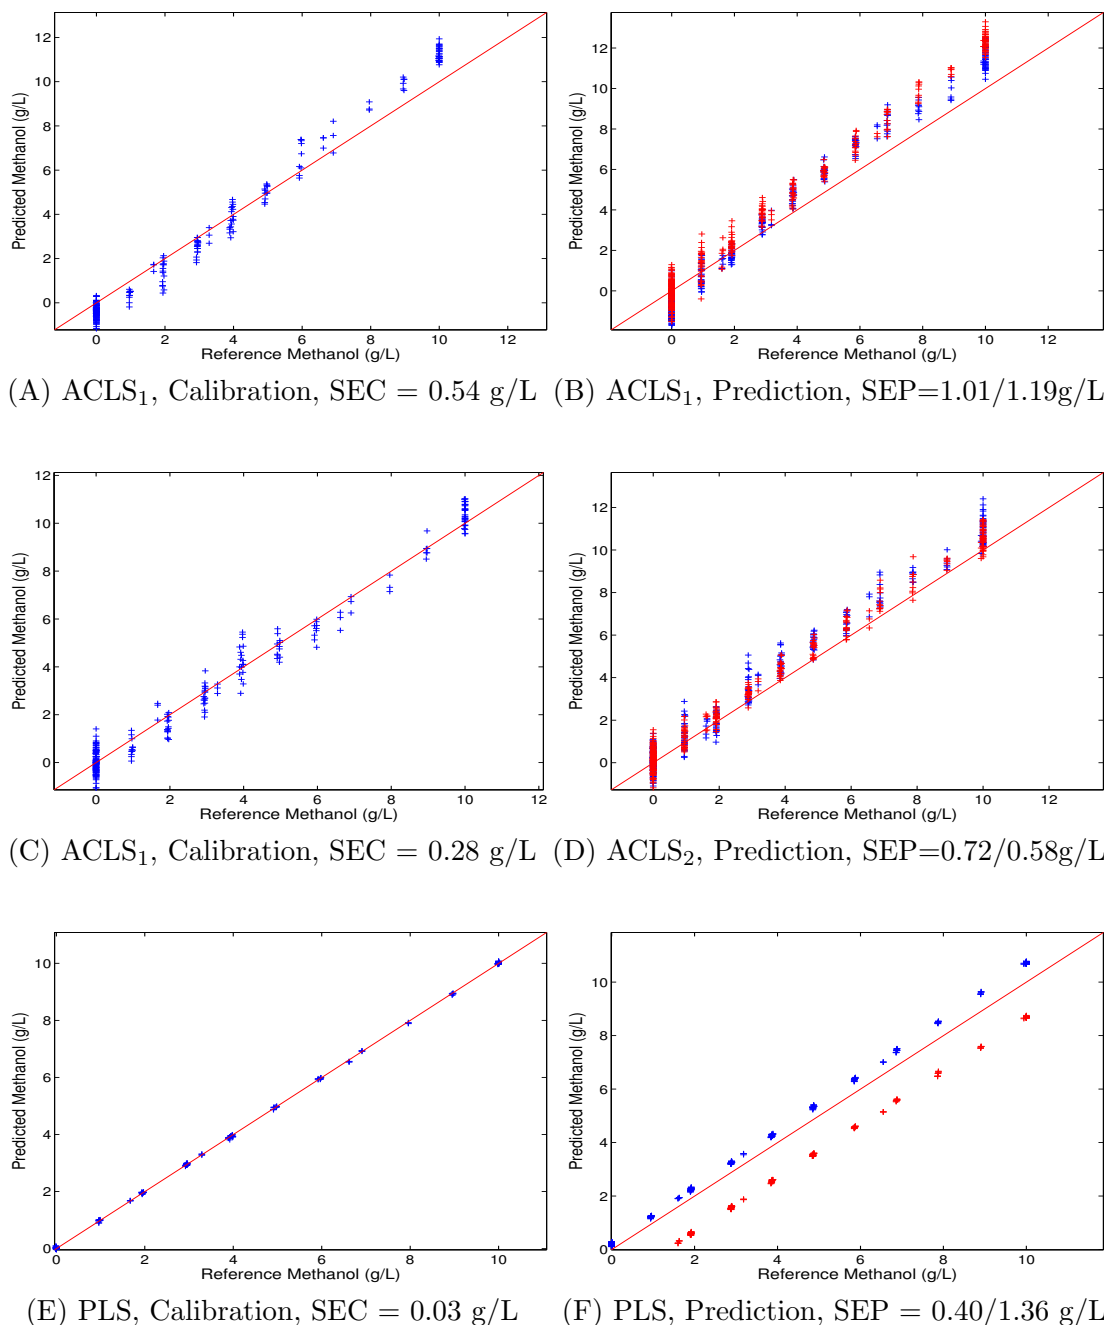 12
10
8
6
4
2
0
Predicted Methanol (g/L)
0 2 4 6 8 10 12
Reference Methanol (g/L)
(A) ACLS₁, Calibration, SEC = 0.54 g/L
12
10
8
6
4
2
0
Predicted Methanol (g/L)
0 2 4 6 8 10 12
Reference Methanol (g/L)
(B) ACLS₁, Prediction, SEP=1.01/1.19g/L
12
10
8
6
4
2
0
Predicted Methanol (g/L)
0 2 4 6 8 10 12
Reference Methanol (g/L)
(C) ACLS₁, Calibration, SEC = 0.28 g/L
12
10
8
6
4
2
0
Predicted Methanol (g/L)
0 2 4 6 8 10 12
Reference Methanol (g/L)
(D) ACLS₂, Prediction, SEP=0.72/0.58g/L
10
8
6
4
2
0
Predicted Methanol (g/L)
0 2 4 6 8 10
Reference Methanol (g/L)
(E) PLS, Calibration, SEC = 0.03 g/L
10
8
6
4
2
0
Predicted Methanol (g/L)
0 2 4 6 8 10
Reference Methanol (g/L)
(F) PLS, Prediction, SEP = 0.40/1.36 g/L